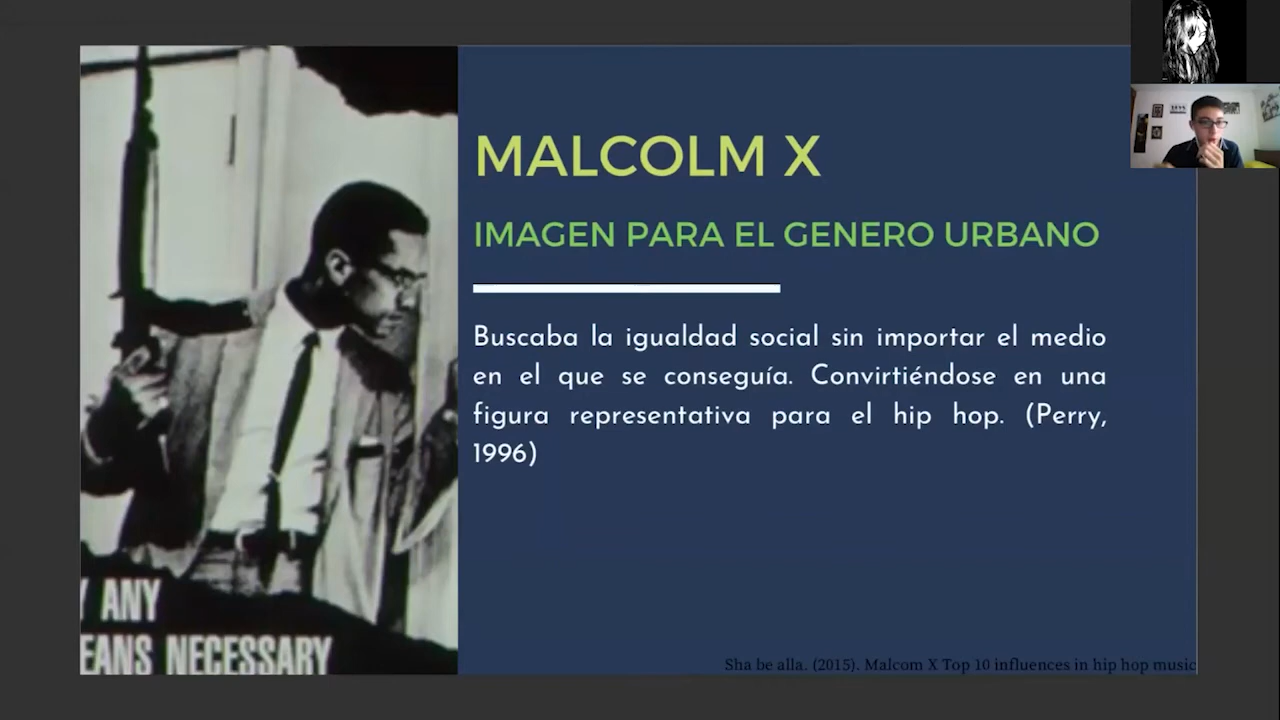 MALCOLM X
IMAGEN PARA EL GENERO URBANO
Buscaba la igualdad social sin importar el medio
en el que se conseguía. Convirtiéndose en una
figura representativa para el hip hop. (Perry,
1996)
Y ANY
EANS NECESSARY
Sha be alla. (2015). Malcom X Top 10 influences in hip hop music